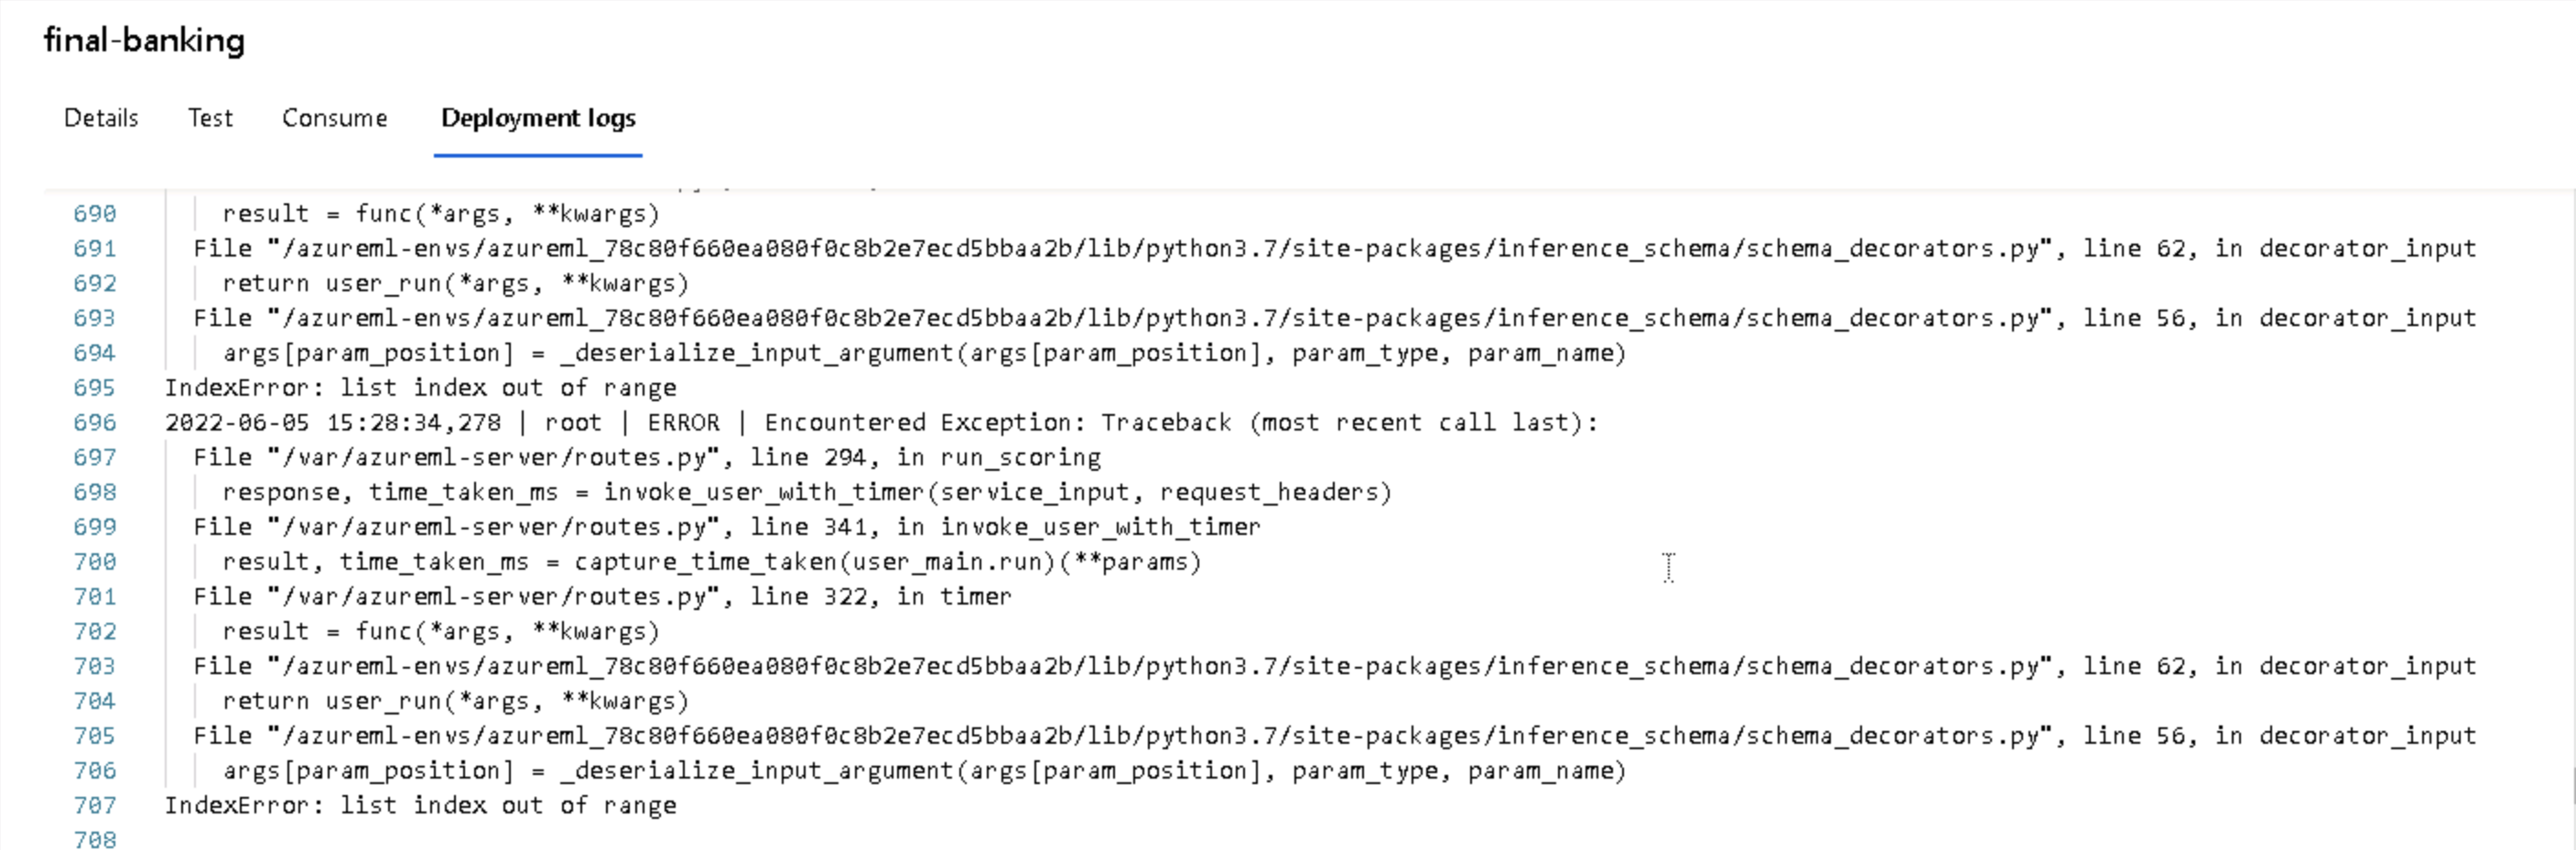 final-banking
Details Test Consume Deployment logs
690 result = func(*args, **kwargs)
691 File "/azureml-envs/azureml_78c80f660ea080f0c8b2e7ecd5bbaa2b/lib/python3.7/site-packages/inference_schema/schema_decorators.py", line 62, in decorator_input
692 return user_run(*args, **kwargs)
693 File "/azureml-envs/azureml_78c80f660ea080f0c8b2e7ecd5bbaa2b/lib/python3.7/site-packages/inference_schema/schema_decorators.py", line 56, in decorator_input
694 args[param_position] = _deserialize_input_argument(args[param_position], param_type, param_name)
695 IndexError: list index out of range
696 2022-06-05 15:28:34,278 | root | ERROR | Encountered Exception: Traceback (most recent call last):
697 File "/var/azureml-server/routes.py", line 294, in run_scoring
698 response, time_taken_ms = invoke_user_with_timer(service_input, request_headers)
699 File "/var/azureml-server/routes.py", line 341, in invoke_user_with_timer
700 result, time_taken_ms = capture_time_taken(user_main.run)(**params)
701 File "/var/azureml-server/routes.py", line 322, in timer
702 result = func(*args, **kwargs)
703 File "/azureml-envs/azureml_78c80f660ea080f0c8b2e7ecd5bbaa2b/lib/python3.7/site-packages/inference_schema/schema_decorators.py", line 62, in decorator_input
704 return user_run(*args, **kwargs)
705 File "/azureml-envs/azureml_78c80f660ea080f0c8b2e7ecd5bbaa2b/lib/python3.7/site-packages/inference_schema/schema_decorators.py", line 56, in decorator_input
706 args[param_position] = _deserialize_input_argument(args[param_position], param_type, param_name)
707 IndexError: list index out of range
708